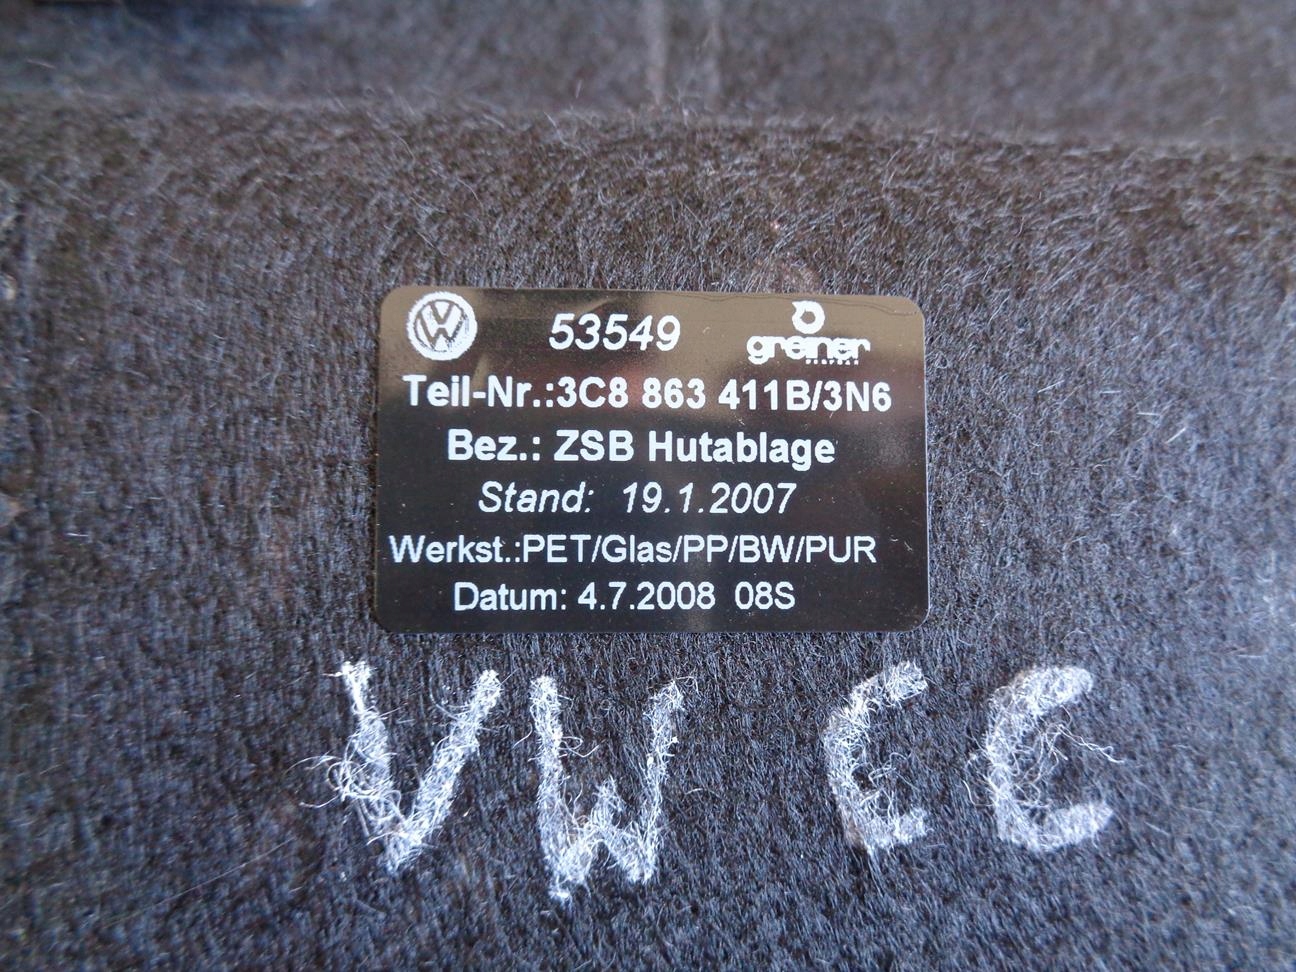 53549 greiner
Teil-Nr.:3C8 863 411B/3N6
Bez.: ZSB Hutablage
Stand: 19.1.2007
Werkst.:PET/Glas/PP/BW/PUR
Datum: 4.7.2008 08S
VW CC